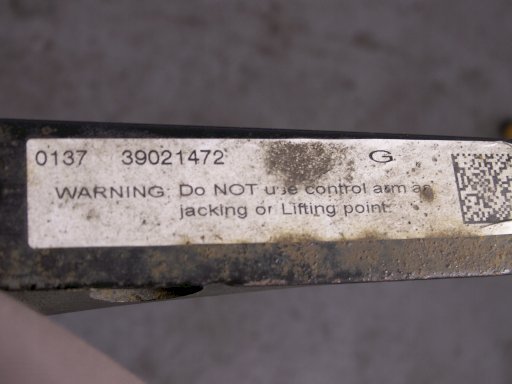 0137 39021472 G
WARNING: Do NOT use control arm as
jacking or Lifting point.